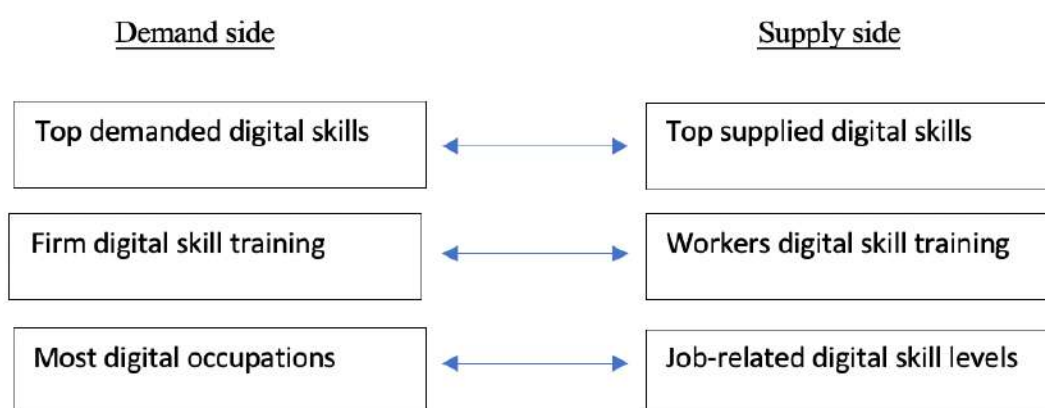 Demand side
Supply side
Top demanded digital skills
Top supplied digital skills
Firm digital skill training
Workers digital skill training
Most digital occupations
Job-related digital skill levels